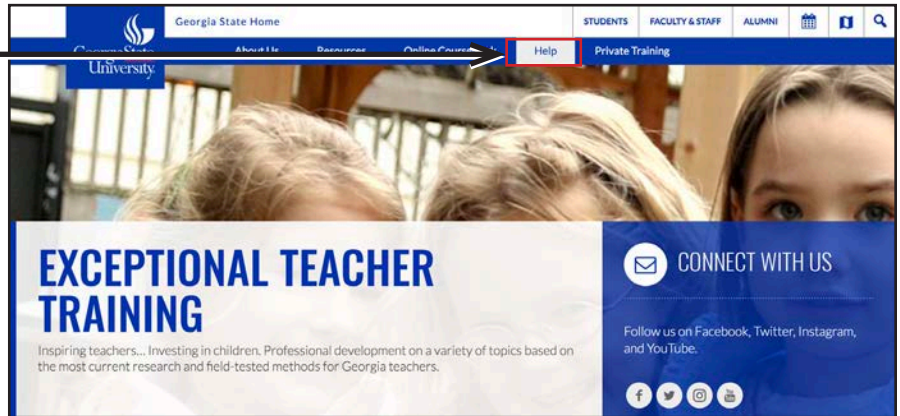 Georgia State Home
STUDENTS
FACULTY & STAFF
ALUMNI
GeorgiaState
University.
About Us
Resources
Help
Private Training
EXCEPTIONAL TEACHER
TRAINING
Inspiring teachers... Investing in children. Professional development on a variety of topics based on
the most current research and field-tested methods for Georgia teachers.
CONNECT WITH US
Follow us on Facebook, Twitter, Instagram,
and YouTube.